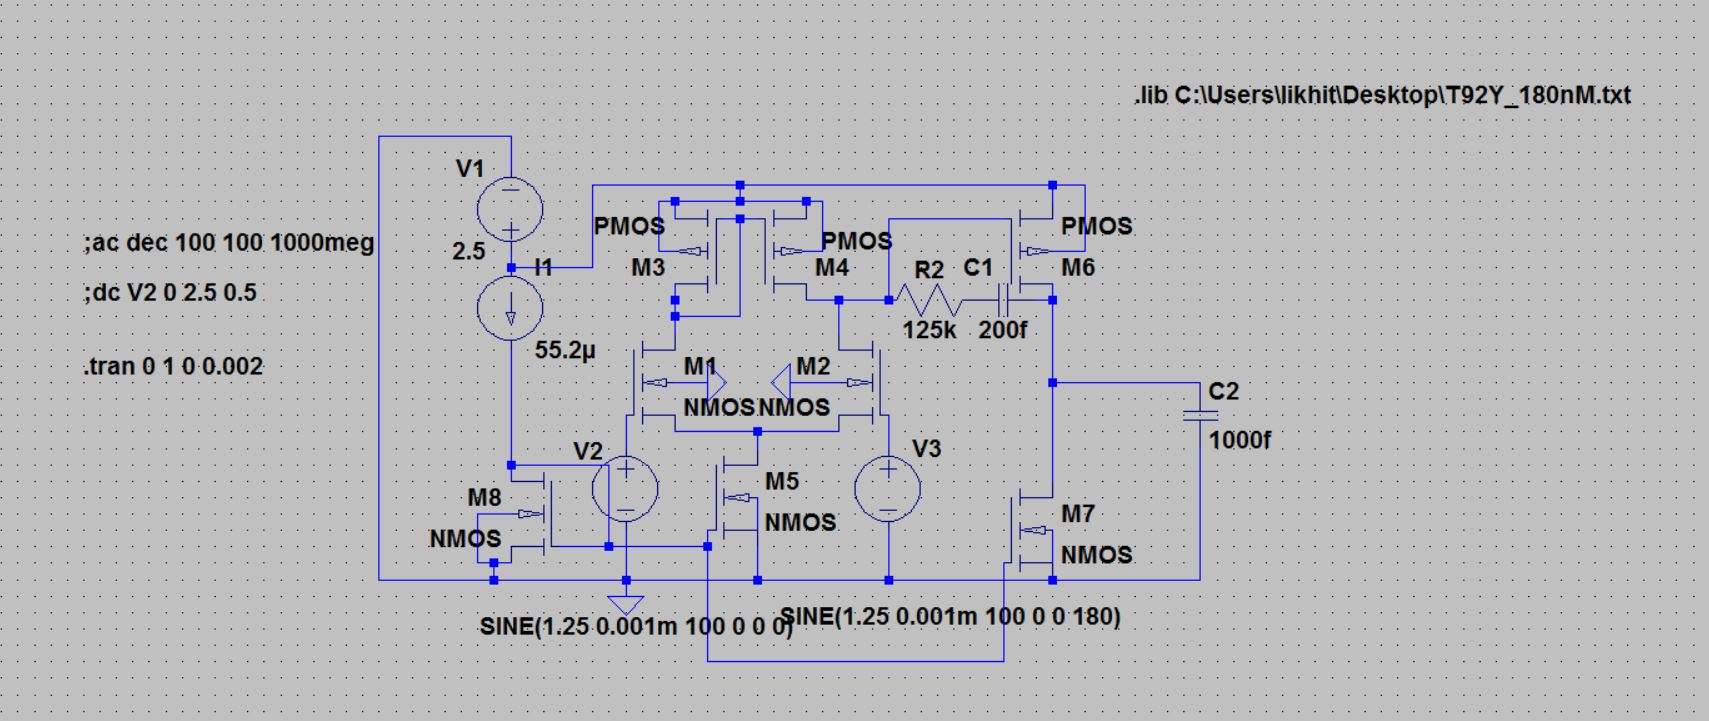 .lib C:\Users\likhit\Desktop\T92Y_180nM.txt
V1
2.5
;ac dec 100 100 1000meg
;dc V2 0 2.5 0.5
.tran 0 1 0 0.002
I1
55.2µ
PMOS
M3
PMOS
M4
R2
125k
C1
200f
PMOS
M6
M1
NMOS
M2
NMOS
C2
1000f
V2
V3
M8
NMOS
M5
NMOS
M7
NMOS
SINE(1.25 0.001m 100 0 0 0)
SINE(1.25 0.001m 100 0 0 180)